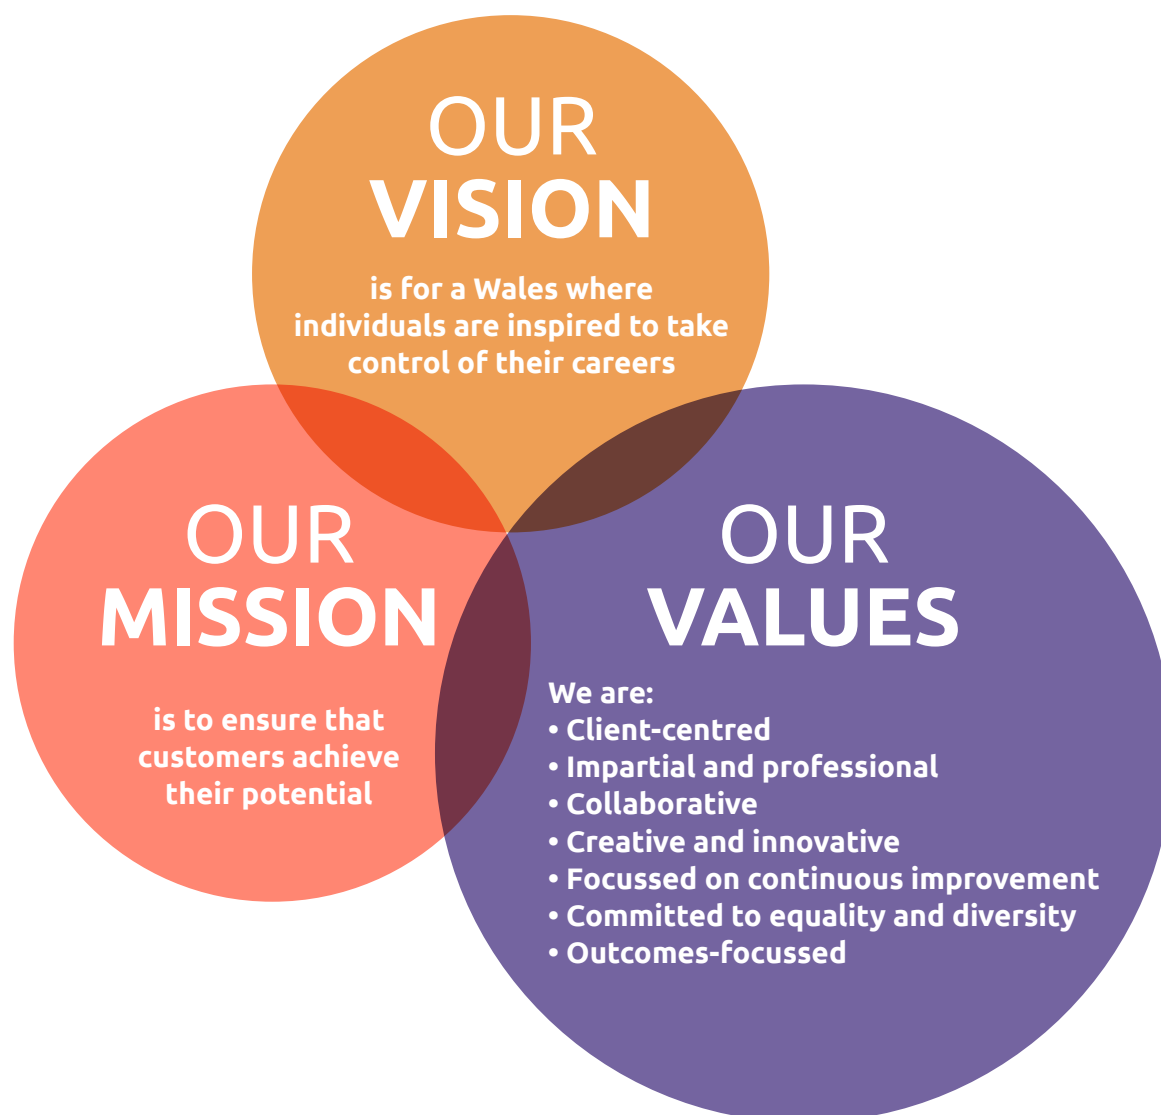 OUR
VISION
is for a Wales where
individuals are inspired to take
control of their careers
OUR
MISSION
is to ensure that
customers achieve
their potential
OUR
VALUES
We are:
• Client-centred
• Impartial and professional
• Collaborative
• Creative and innovative
• Focussed on continuous improvement
• Committed to equality and diversity
• Outcomes-focussed